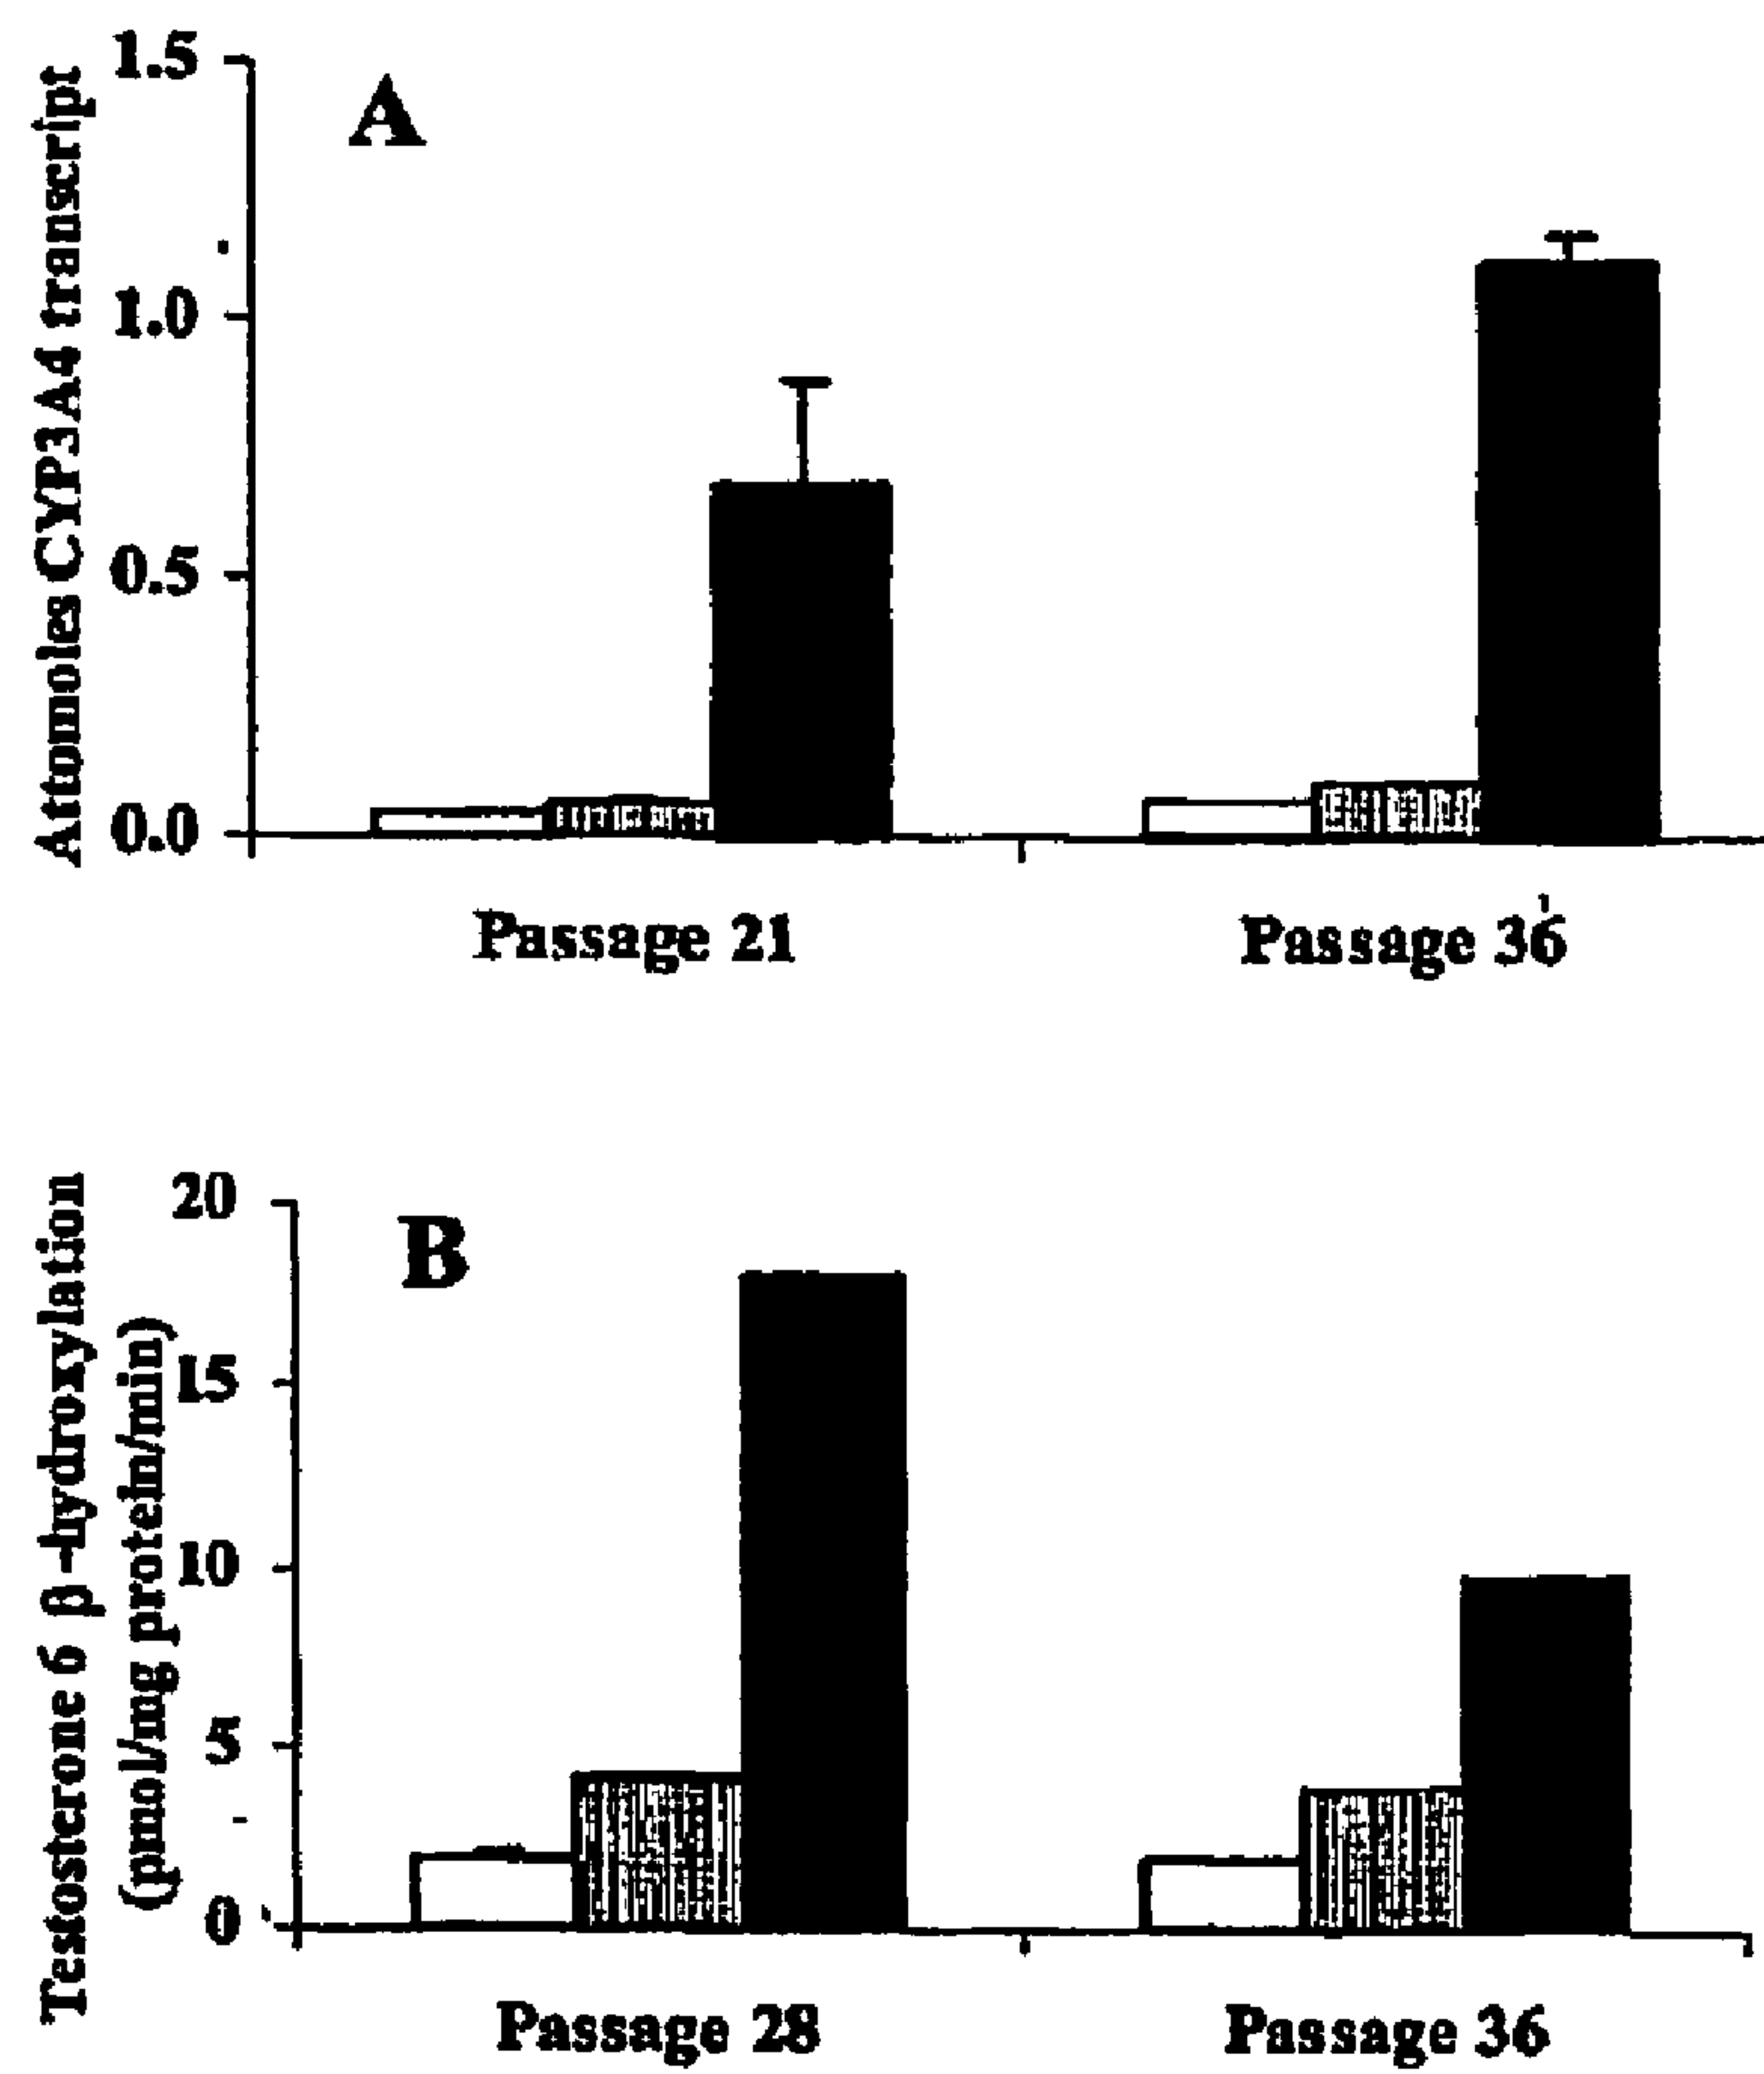 Attomoles CYP3A4 transcript
1.5
1.0
0.5
0.0
A
Passage 21
Passage 36
Testosterone 6 β-hydroxylation
(pmol/mg protein/min)
20
15
10
5
0
B
Passage 28
Passage 36